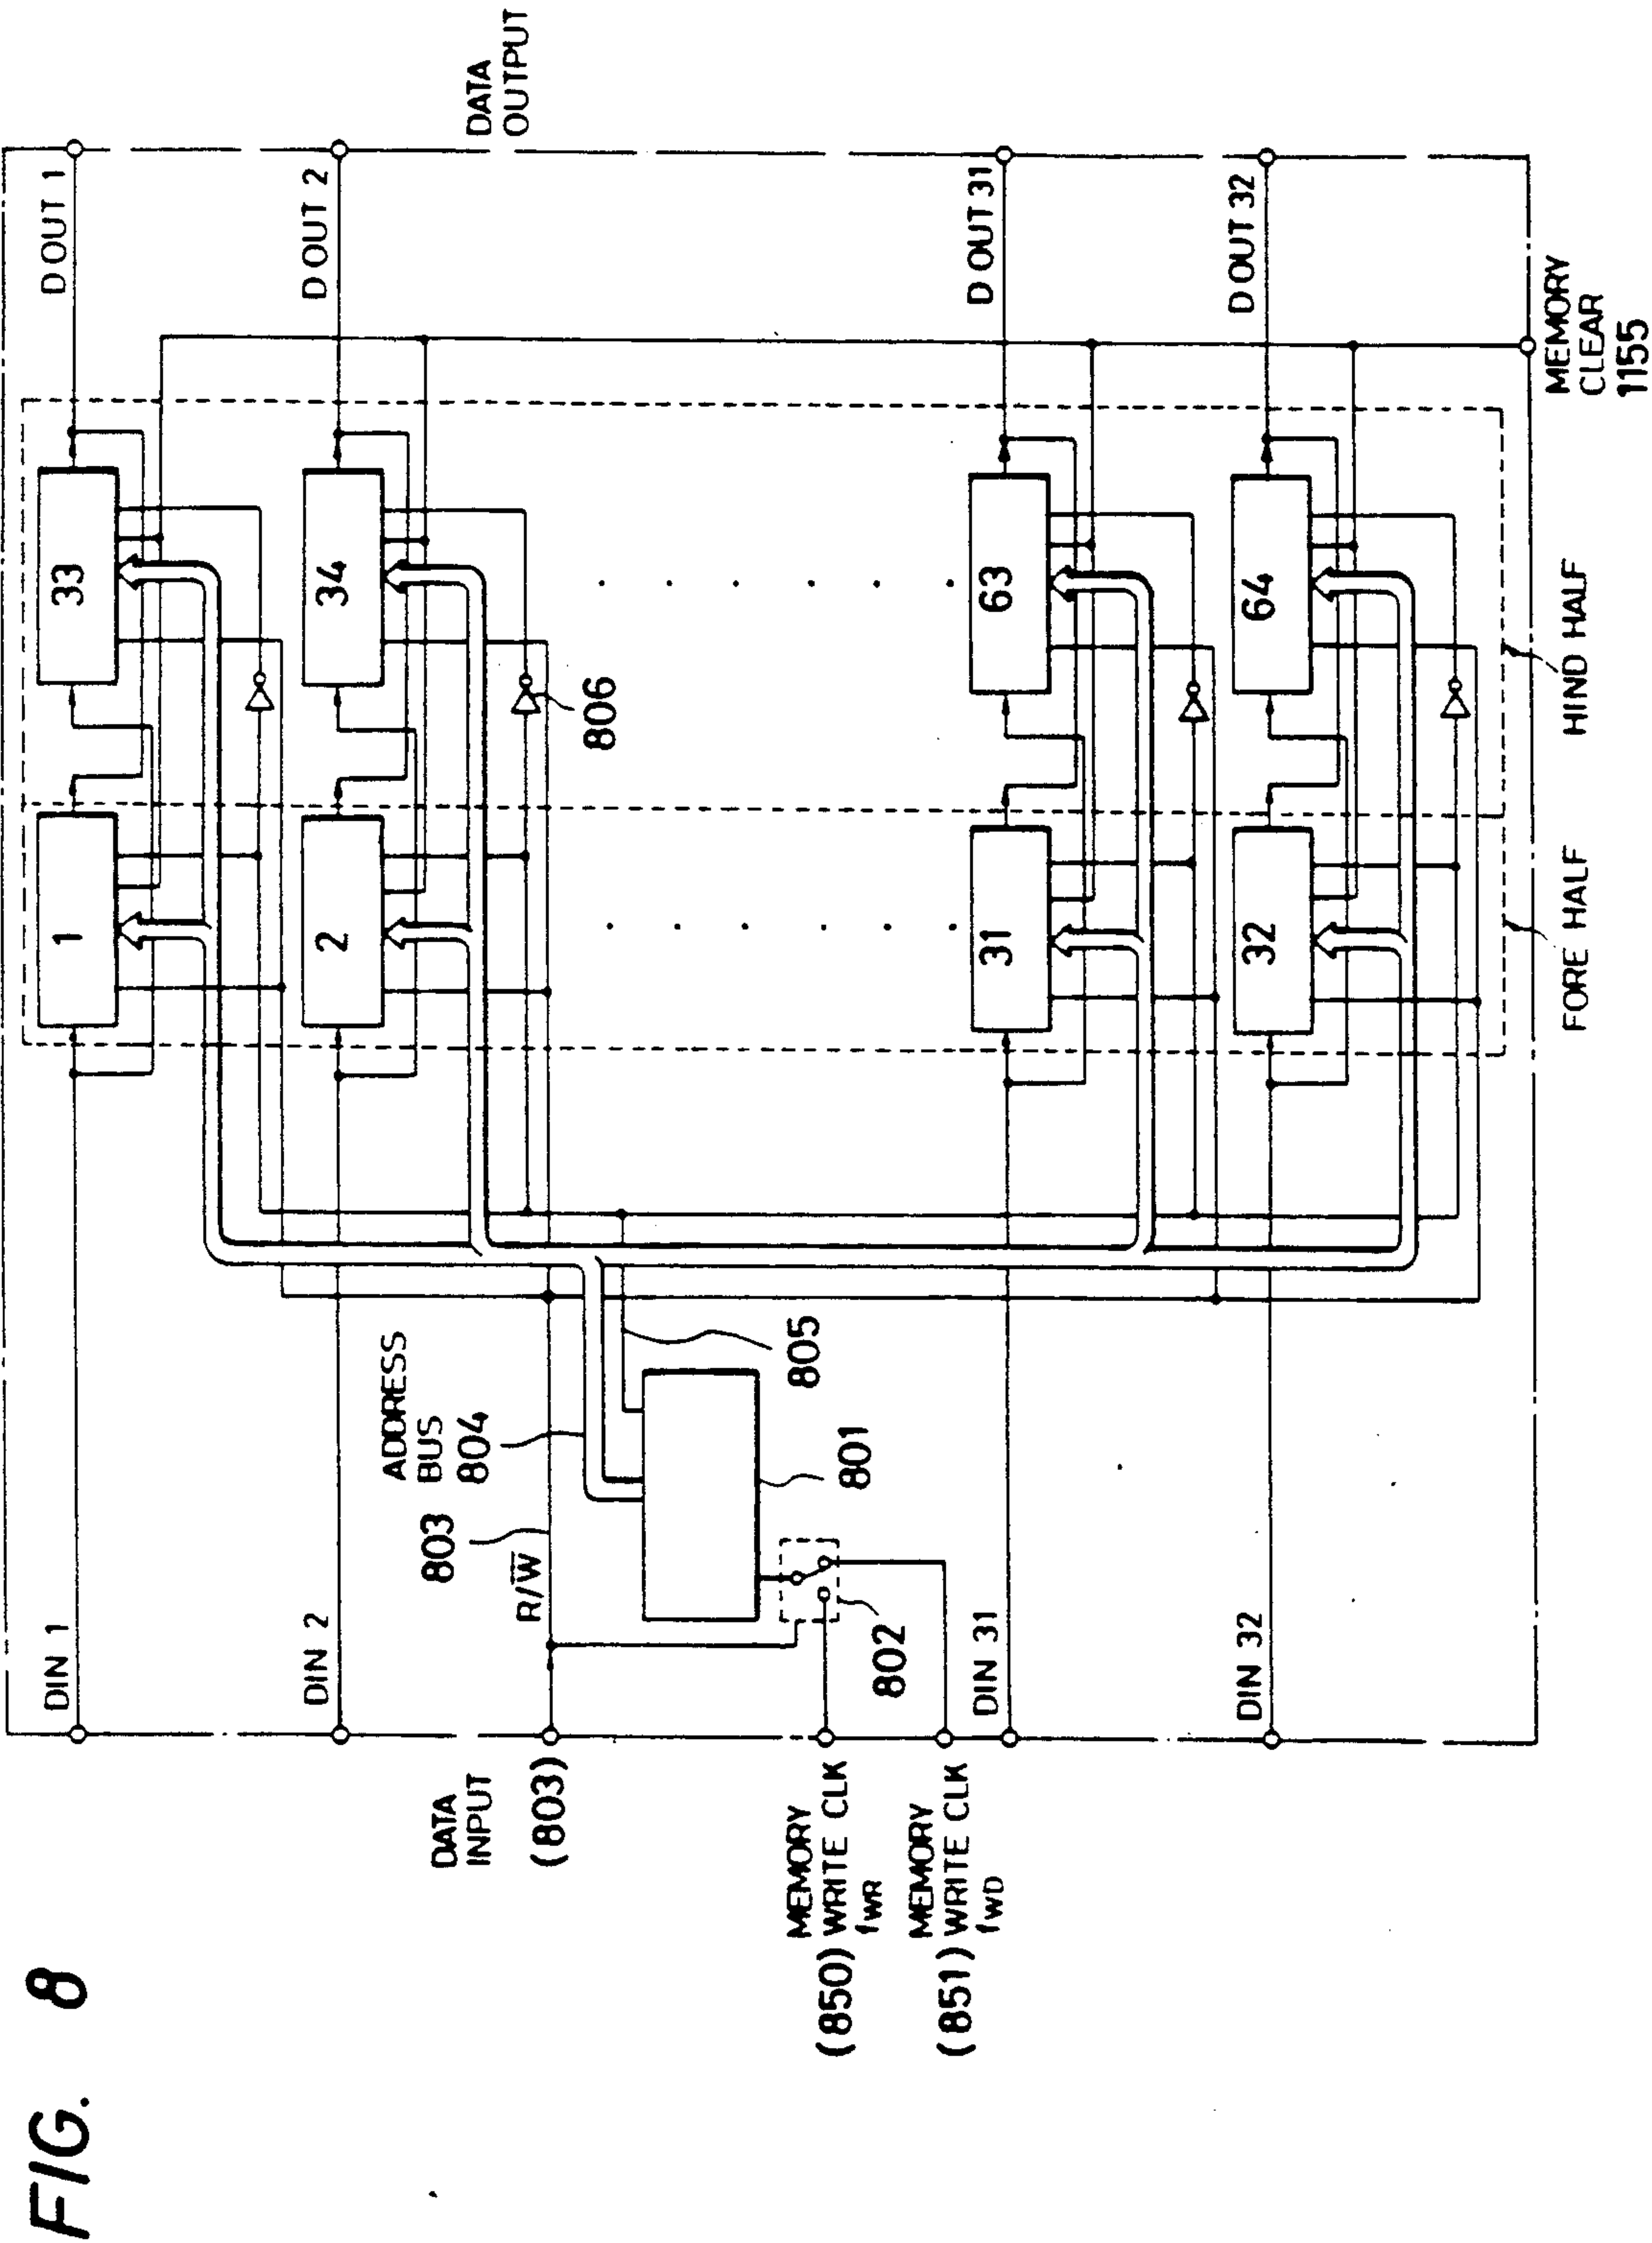 FIG. 8
DATA
OUTPUT
DIN 1
1
33
D OUT 1
DIN 2
2
34
D OUT 2
806
DATA
INPUT
(803)
R/W̅
803
ADDRESS
BUS
804
805
801
802
MEMORY
(850) WRITE CLK
fWR
MEMORY
(851) WRITE CLK
fWD
DIN 31
31
63
D OUT 31
DIN 32
32
64
D OUT 32
FORE HALF
HIND HALF
MEMORY
CLEAR
1155